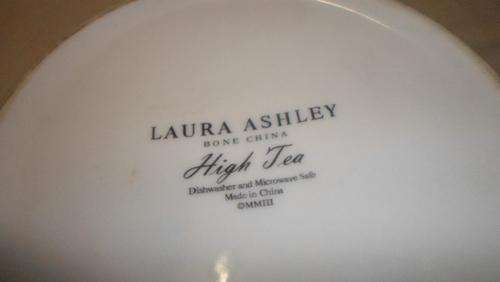 LAURA ASHLEY
BONE CHINA
High Tea
Dishwasher and Microwave Safe
Made in China
©MMIII